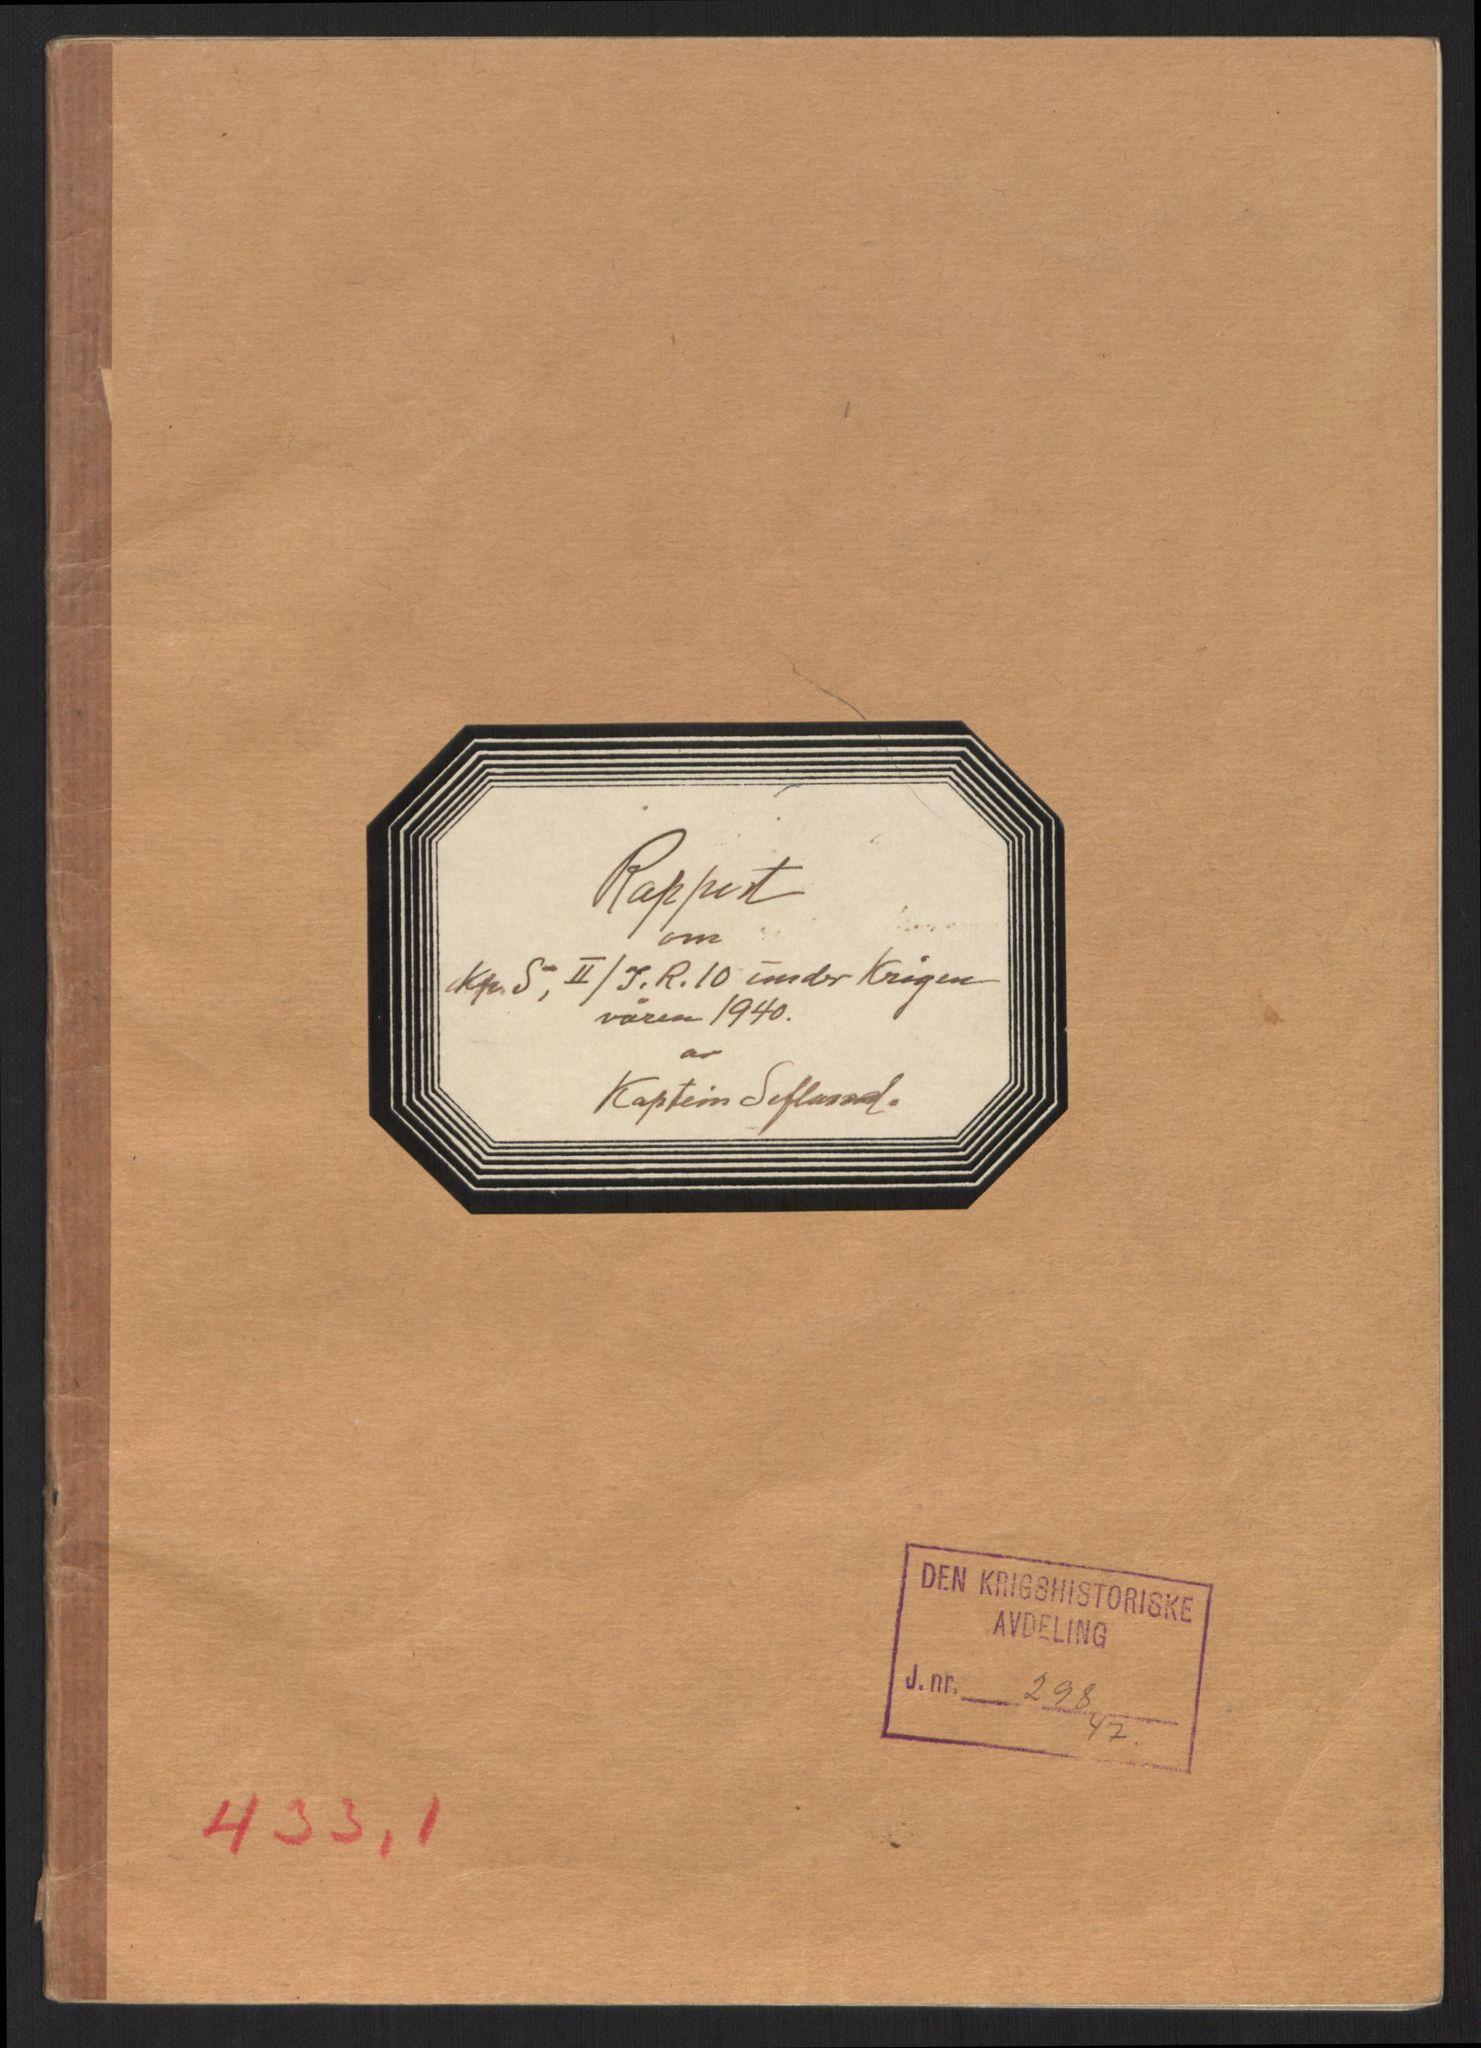 Rapport
om
Kp. 5, II/I.R. 10 under Krigen
våren 1940.
av
Kaptein
DEN KRIGSHISTORISKE
AVDELING
J. nr. 298
47.
433,1